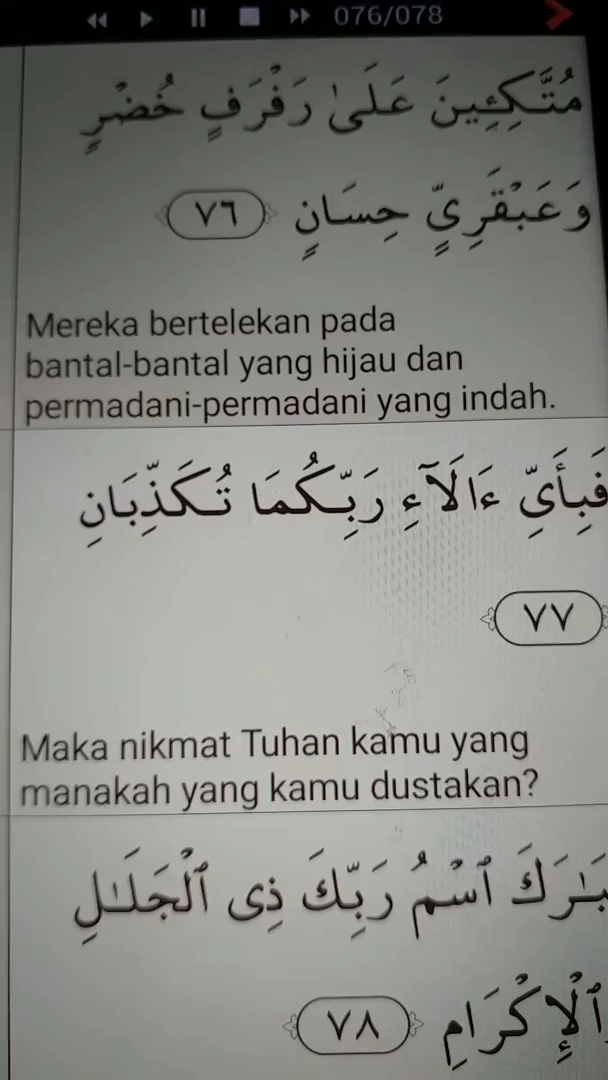 076/078
مُتَّكِـِٔينَ عَلَىٰ رَفْرَفٍ خُضْرٍ
وَعَبْقَرِىٍّ حِسَانٍ ٧٦
Mereka bertelekan pada
bantal-bantal yang hijau dan
permadani-permadani yang indah.
فَبِأَىِّ ءَالَآءِ رَبِّكُمَا تُكَذِّبَانِ
٧٧
Maka nikmat Tuhan kamu yang
manakah yang kamu dustakan?
ٱسْمُ رَبِّكَ ذِى ٱلْجَلَـٰلِ
ٱلْإِكْرَامِ ٧٨